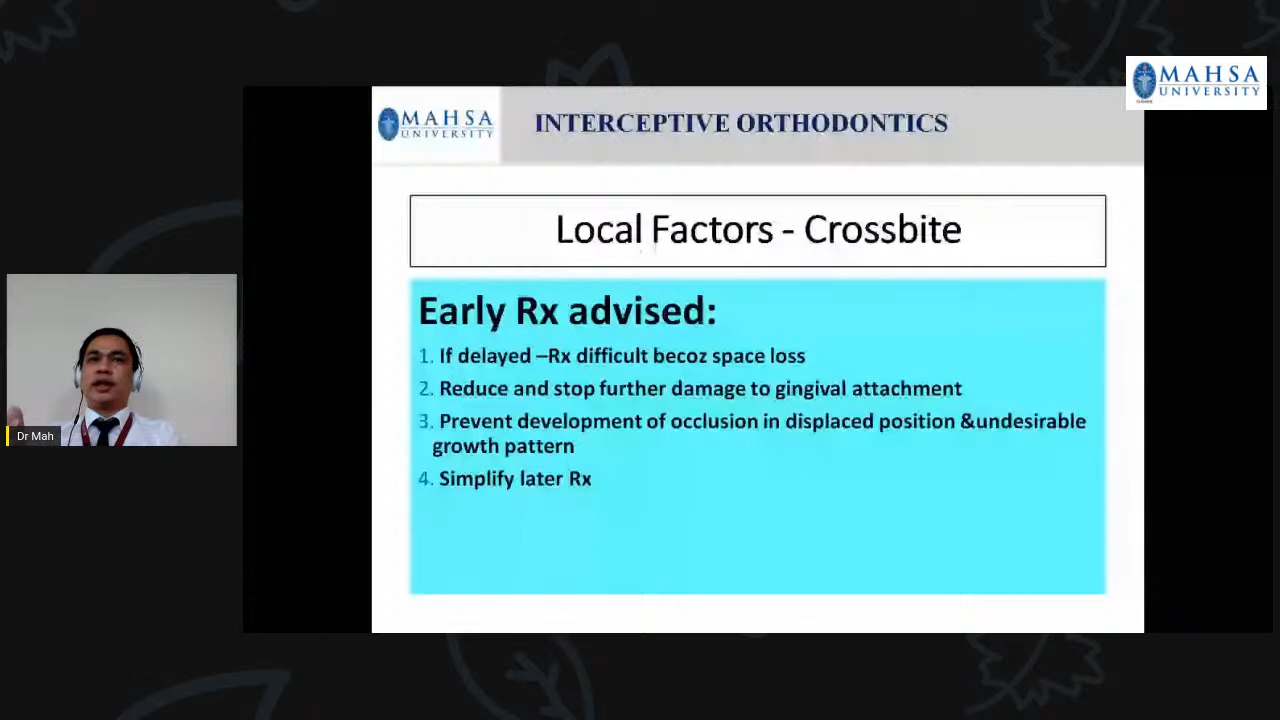 MAHSA
UNIVERSITY
MAHSA
UNIVERSITY
INTERCEPTIVE ORTHODONTICS
Local Factors - Crossbite
Early Rx advised:
1. If delayed –Rx difficult becoz space loss
2. Reduce and stop further damage to gingival attachment
3. Prevent development of occlusion in displaced position &undesirable
growth pattern
4. Simplify later Rx
Dr Mah